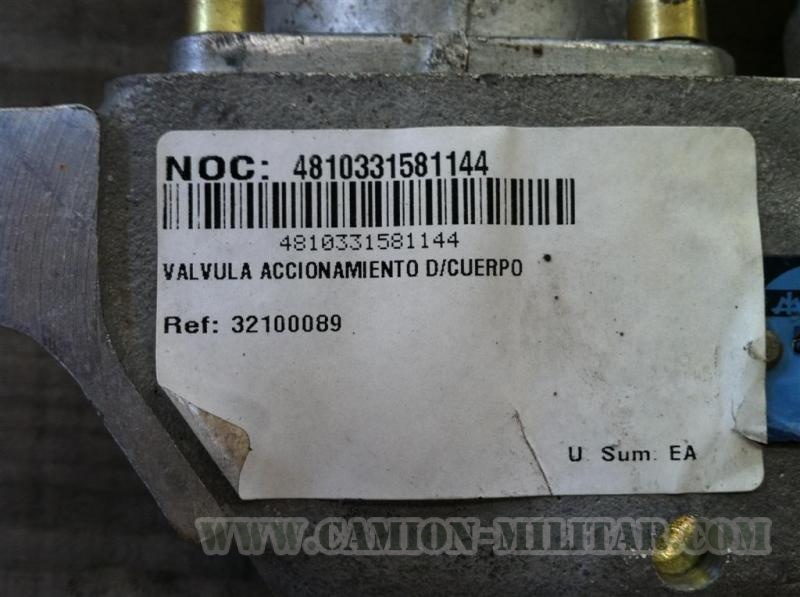 NOC: 4810331581144
4810331581144
VALVULA ACCIONAMIENTO D/CUERPO
Ref: 32100089
U. Sum: EA
WWW.CAMION-MILITAR.COM